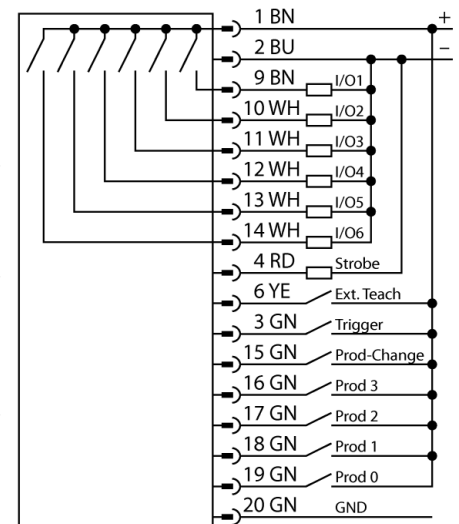 1 BN +
2 BU –
9 BN I/O1
10 WH I/O2
11 WH I/O3
12 WH I/O4
13 WH I/O5
14 WH I/O6
4 RD Strobe
6 YE Ext. Teach
3 GN Trigger
15 GN Prod-Change
16 GN Prod 3
17 GN Prod 2
18 GN Prod 1
19 GN Prod 0
20 GN GND